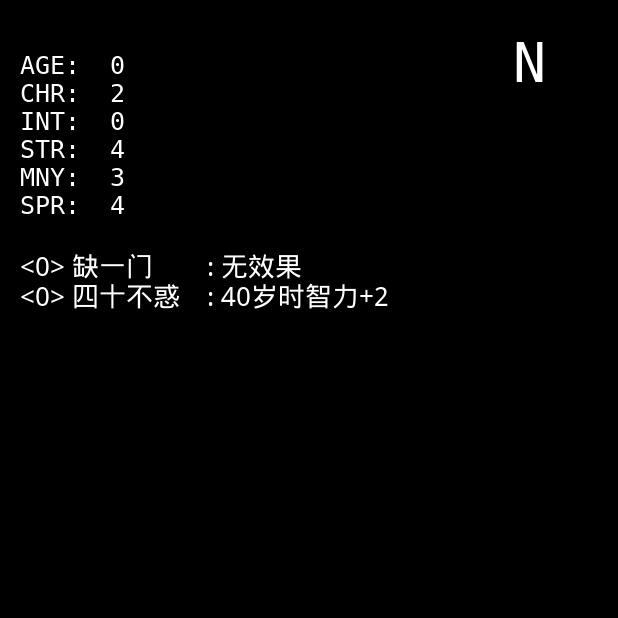 N
AGE: 0
CHR: 2
INT: 0
STR: 4
MNY: 3
SPR: 4
<0> 缺一门 : 无效果
<0> 四十不惑 : 40岁时智力+2